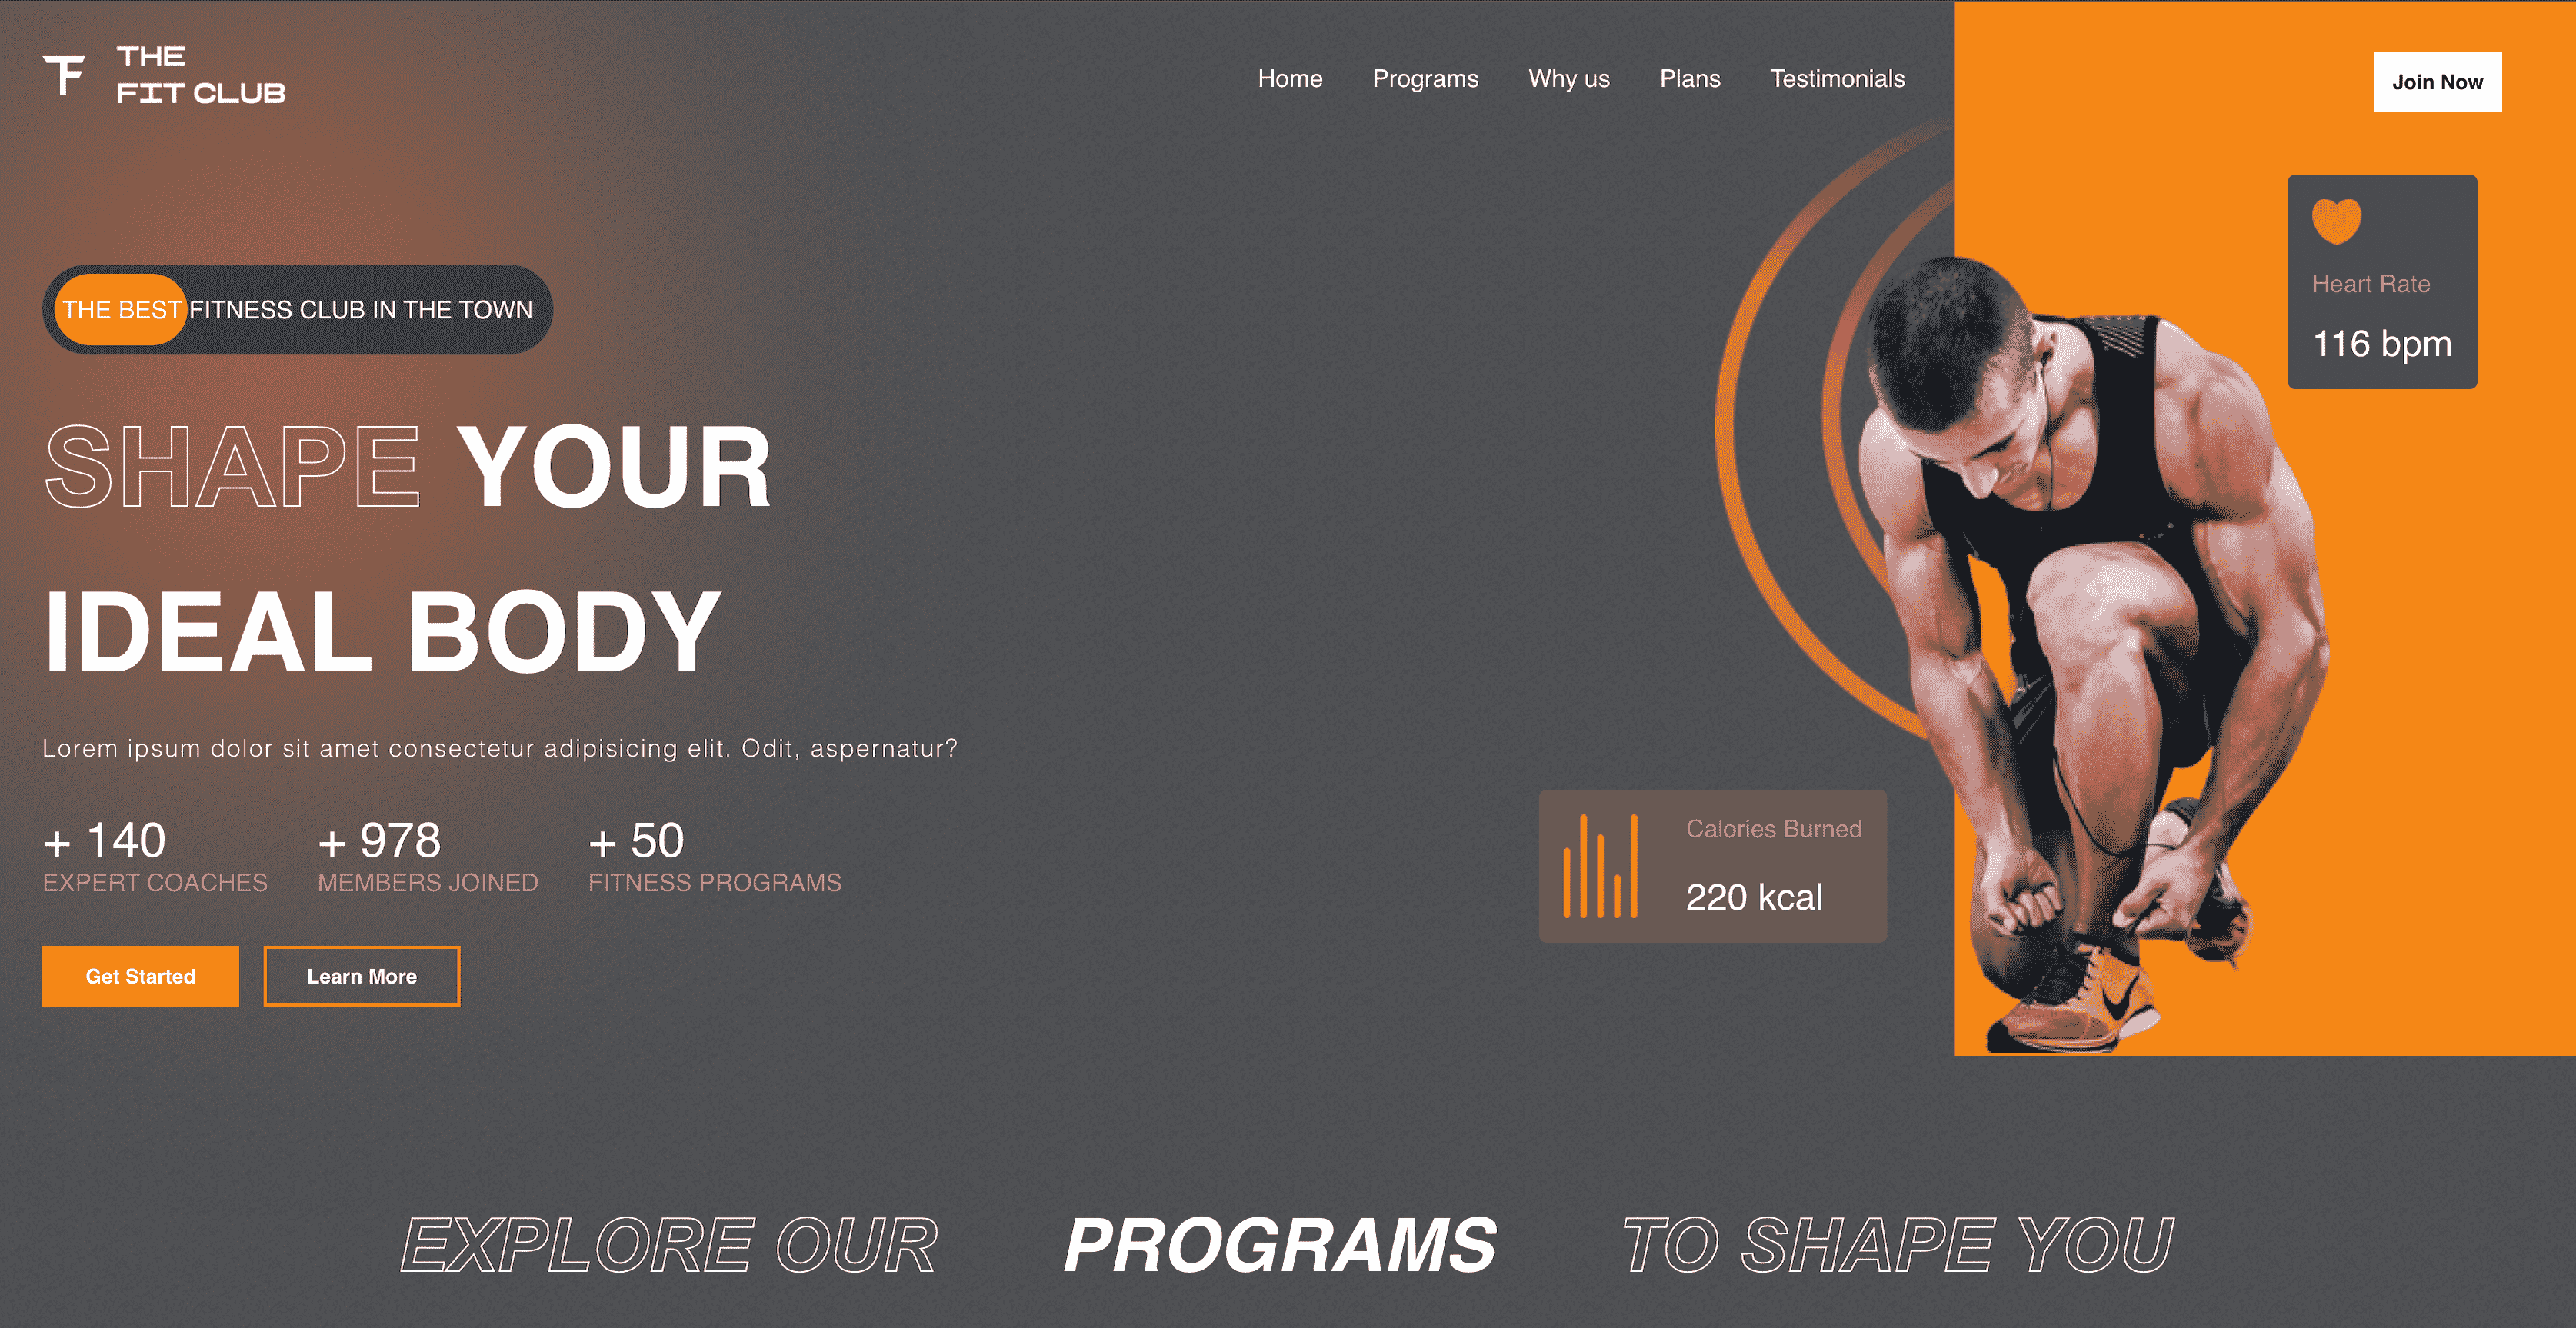 THE
FIT CLUB
Home Programs Why us Plans Testimonials
Join Now
Heart Rate
116 bpm
THE BEST FITNESS CLUB IN THE TOWN
SHAPE YOUR
IDEAL BODY
Lorem ipsum dolor sit amet consectetur adipisicing elit. Odit, aspernatur?
+ 140
EXPERT COACHES
+ 978
MEMBERS JOINED
+ 50
FITNESS PROGRAMS
Get Started
Learn More
Calories Burned
220 kcal
EXPLORE OUR PROGRAMS TO SHAPE YOU